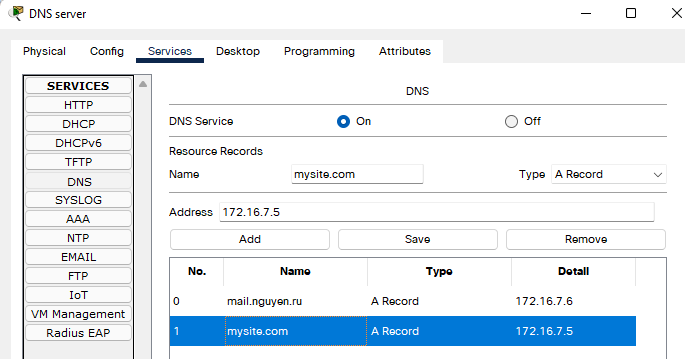 DNS server
Physical Config Services Desktop Programming Attributes
SERVICES
HTTP
DHCP
DHCPv6
TFTP
DNS
SYSLOG
AAA
NTP
EMAIL
FTP
IoT
VM Management
Radius EAP
DNS
DNS Service On Off
Resource Records
Name mysite.com Type A Record
Address 172.16.7.5
Add Save Remove
No. Name Type Detail
0 mail.nguyen.ru A Record 172.16.7.6
1 mysite.com A Record 172.16.7.5